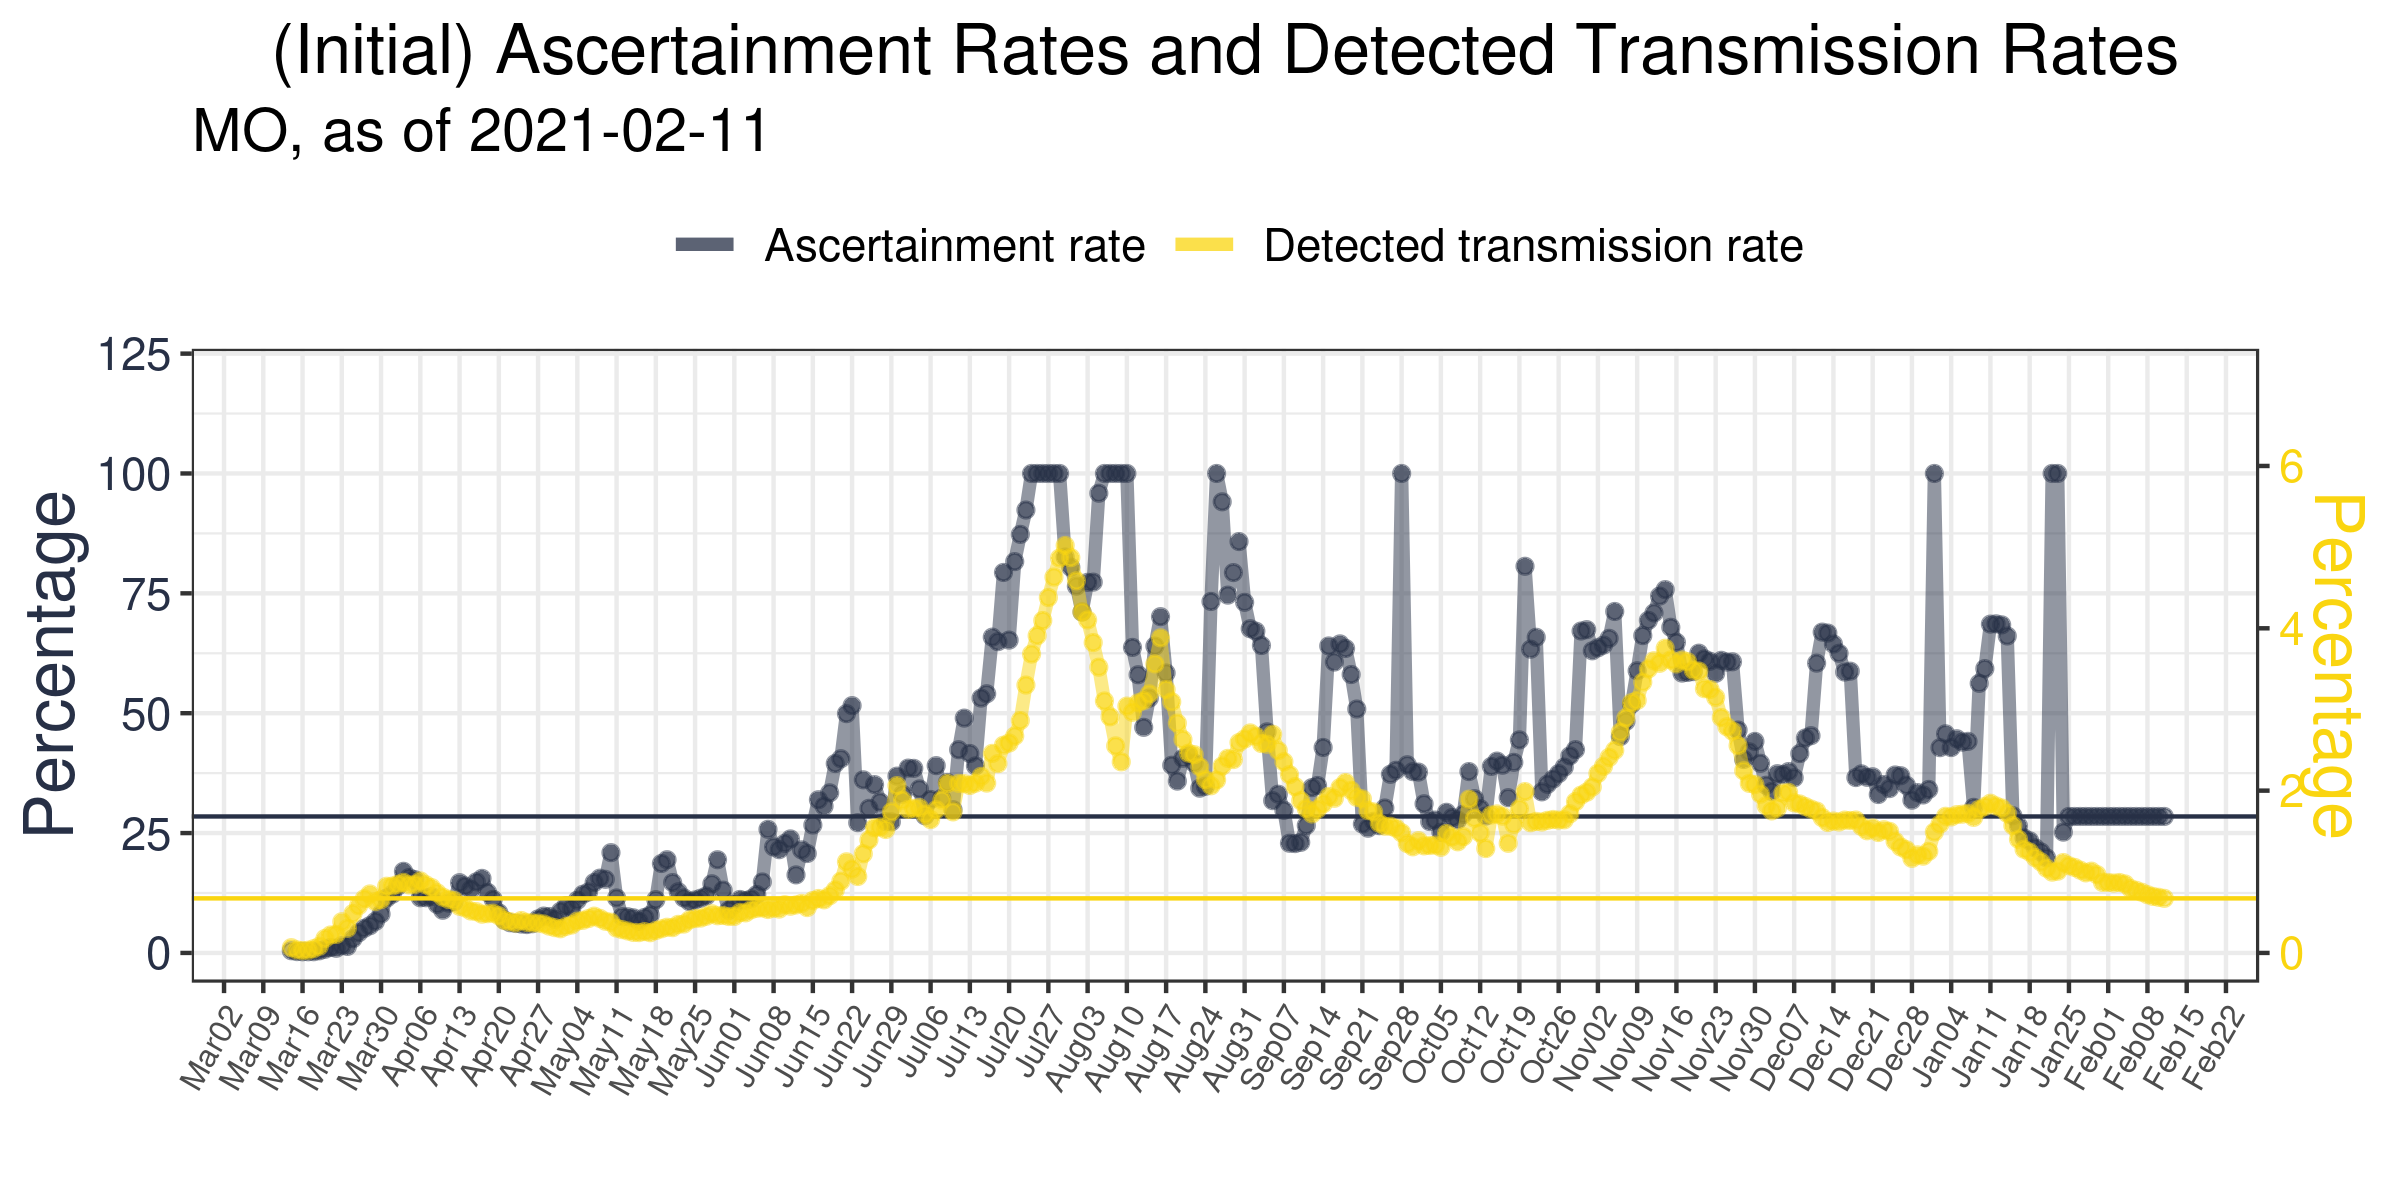 (Initial) Ascertainment Rates and Detected Transmission Rates
MO, as of 2021-02-11
Ascertainment rate
Detected transmission rate
125
100
75
50
25
0
Percentage
6
4
2
0
Percentage
Mar02
Mar09
Mar16
Mar23
Mar30
Apr06
Apr13
Apr20
Apr27
May04
May11
May18
May25
Jun01
Jun08
Jun15
Jun22
Jun29
Jul06
Jul13
Jul20
Jul27
Aug03
Aug10
Aug17
Aug24
Aug31
Sep07
Sep14
Sep21
Sep28
Oct05
Oct12
Oct19
Oct26
Nov02
Nov09
Nov16
Nov23
Nov30
Dec07
Dec14
Dec21
Dec28
Jan04
Jan11
Jan18
Jan25
Feb01
Feb08
Feb15
Feb22